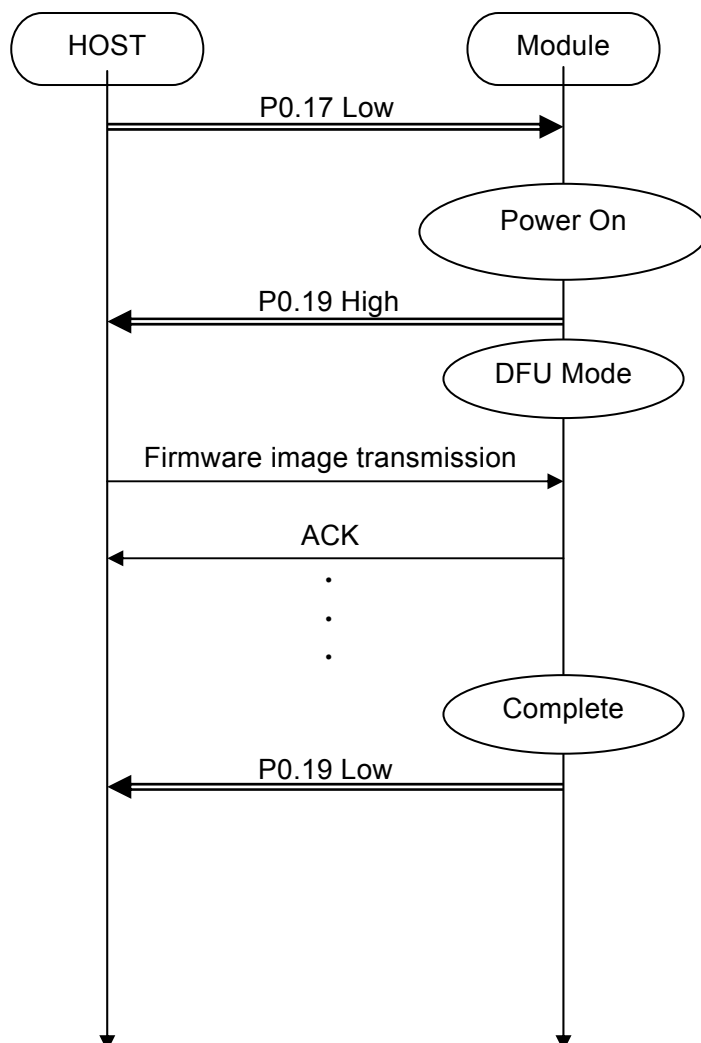 HOST
Module
P0.17 Low
Power On
P0.19 High
DFU Mode
Firmware image transmission
ACK
Complete
P0.19 Low